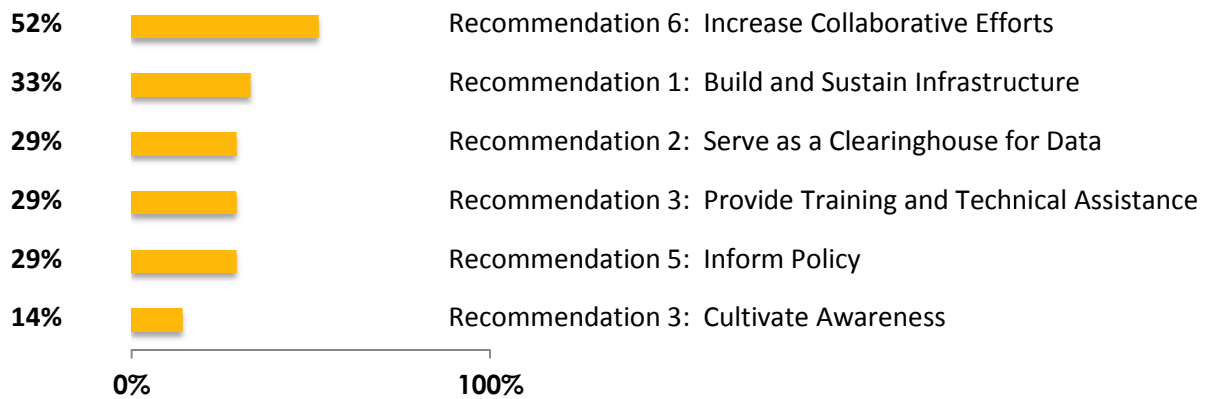 52% Recommendation 6: Increase Collaborative Efforts
33% Recommendation 1: Build and Sustain Infrastructure
29% Recommendation 2: Serve as a Clearinghouse for Data
29% Recommendation 3: Provide Training and Technical Assistance
29% Recommendation 5: Inform Policy
14% Recommendation 3: Cultivate Awareness
0% 100%